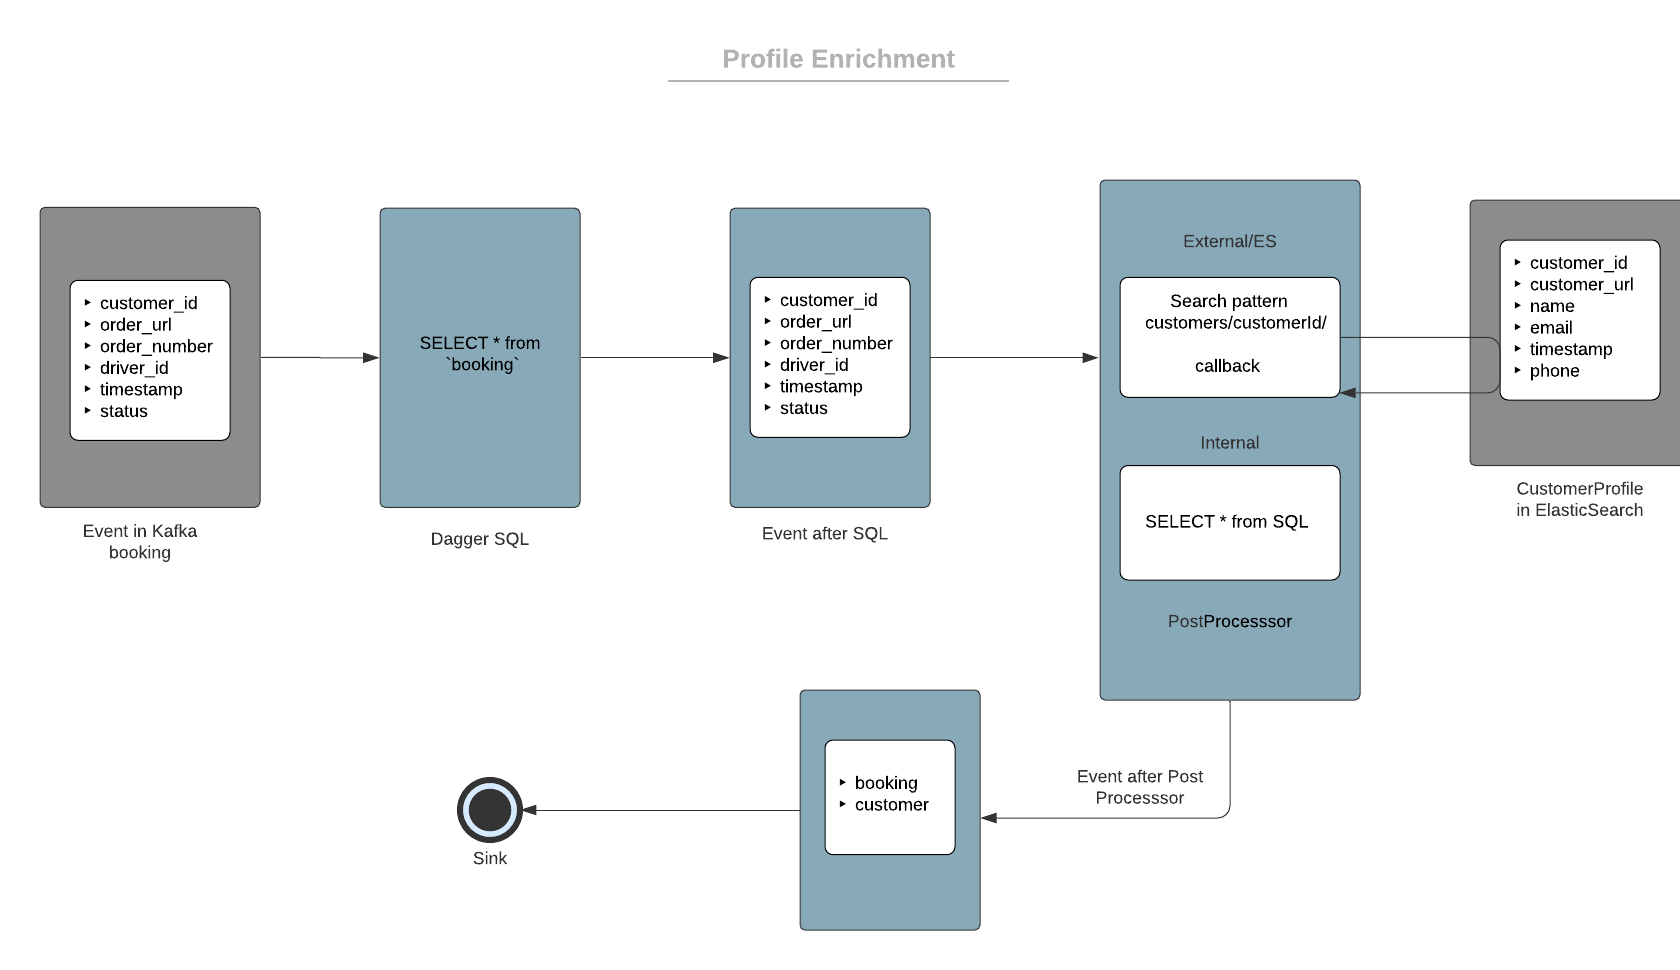 Profile Enrichment
customer_id
order_url
order_number
driver_id
timestamp
status
Event in Kafka
booking
SELECT * from
`booking`
Dagger SQL
customer_id
order_url
order_number
driver_id
timestamp
status
Event after SQL
External/ES
Search pattern
customers/customerId/
callback
Internal
SELECT * from SQL
PostProcesssor
customer_id
customer_url
name
email
timestamp
phone
CustomerProfile
in ElasticSearch
Event after Post
Processsor
booking
customer
Sink